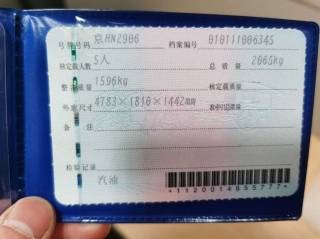 号牌号码 京HN2906 档案编号 010111006345
核定载人数 5人 总质量 2065kg
整备质量 1596kg 核定载质量
外廓尺寸 4783×1810×1442mm 准牵引总质量
备注
检验记录
汽油 *1120014655777*